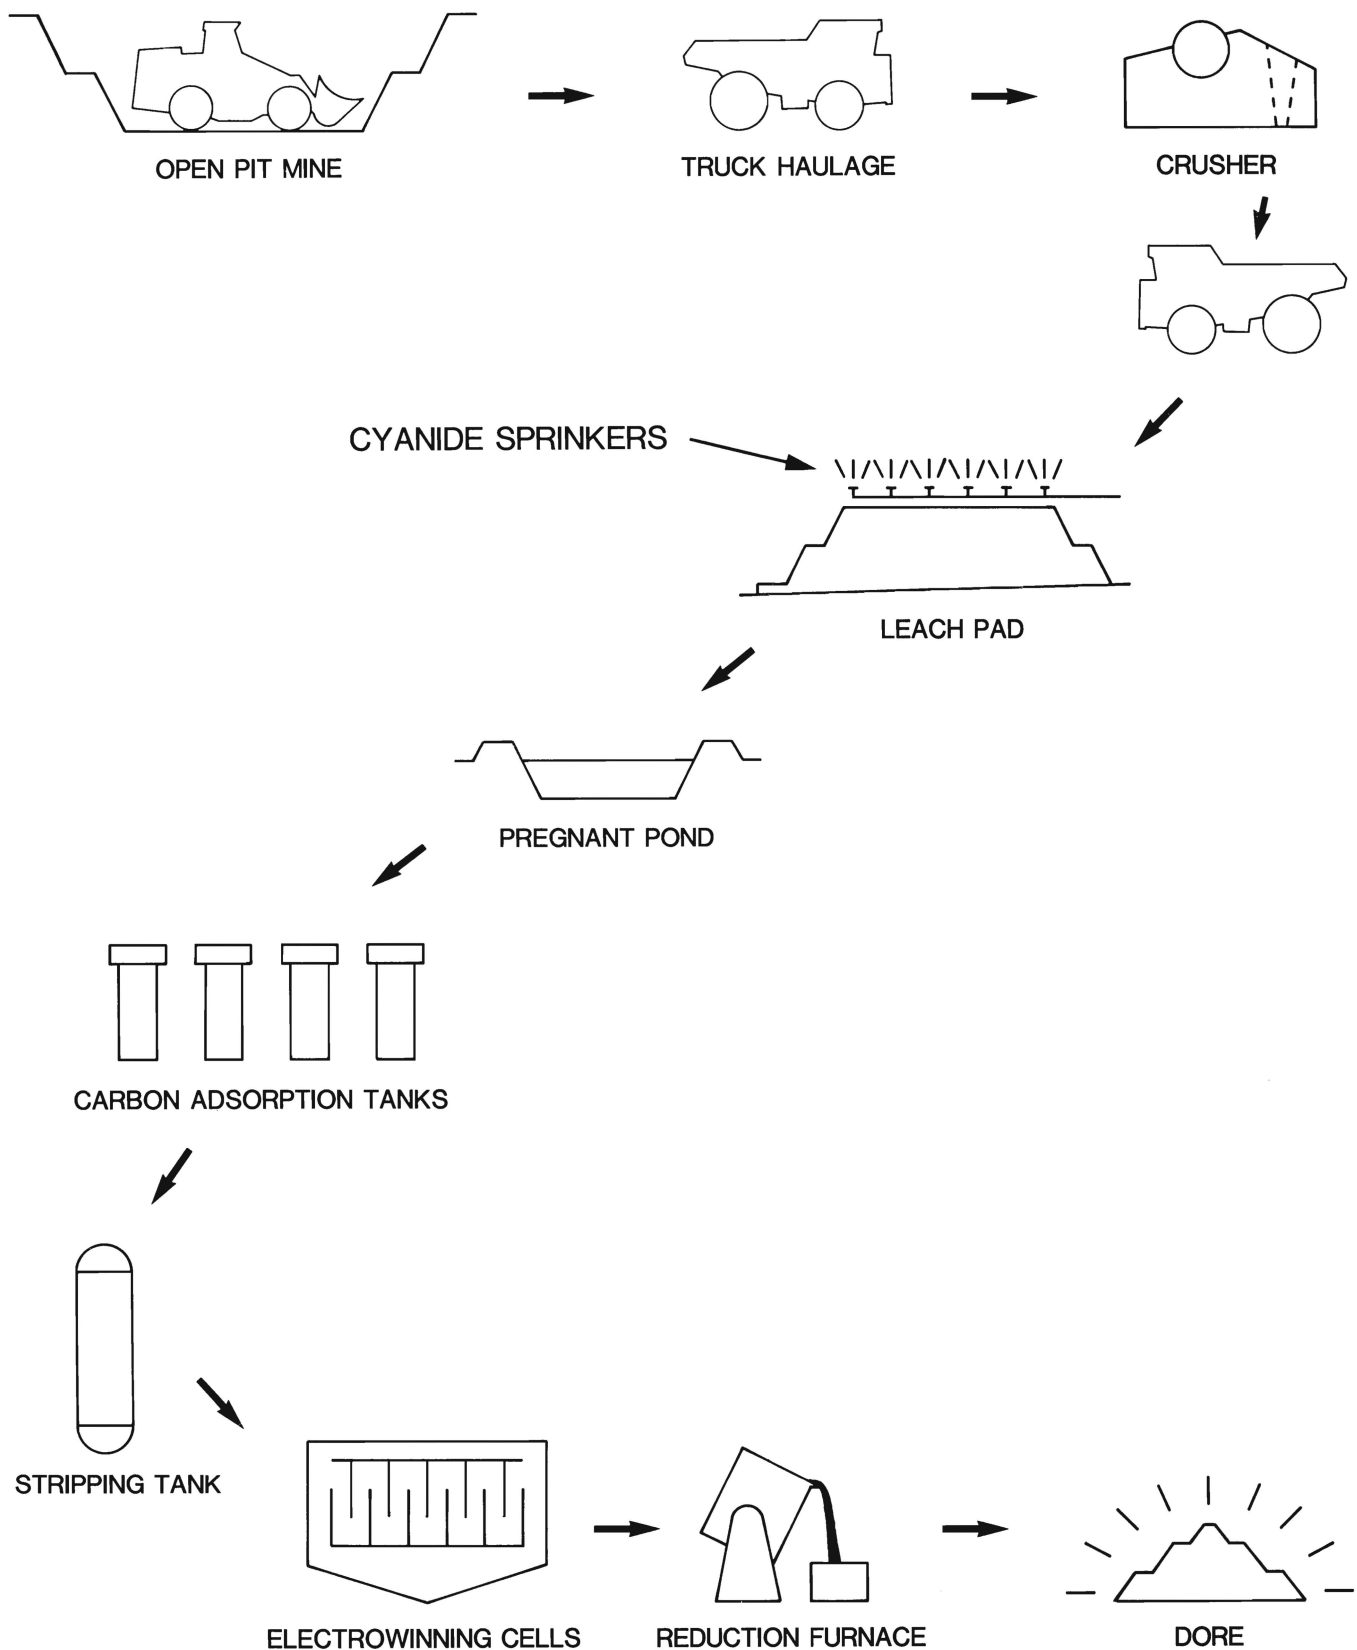 OPEN PIT MINE
TRUCK HAULAGE
CRUSHER
CYANIDE SPRINKERS
LEACH PAD
PREGNANT POND
CARBON ADSORPTION TANKS
STRIPPING TANK
ELECTROWINNING CELLS
REDUCTION FURNACE
DORE